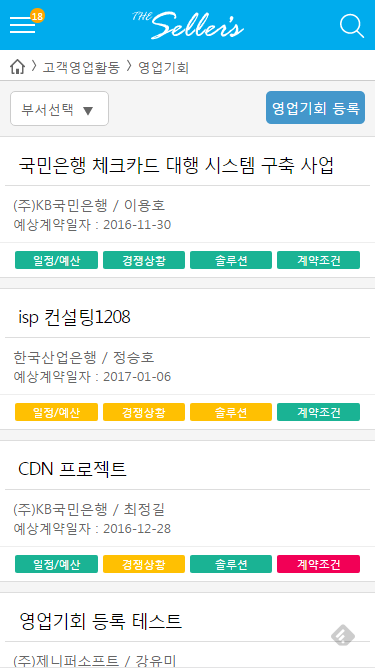 18
THE Seller's
고객영업활동 > 영업기회
부서선택 ▼
영업기회 등록
국민은행 체크카드 대행 시스템 구축 사업
(주)KB국민은행 / 이용호
예상계약일자 : 2016-11-30
일정/예산 경쟁상황 솔루션 계약조건
isp 컨설팅1208
한국산업은행 / 정승호
예상계약일자 : 2017-01-06
일정/예산 경쟁상황 솔루션 계약조건
CDN 프로젝트
(주)KB국민은행 / 최정길
예상계약일자 : 2016-12-28
일정/예산 경쟁상황 솔루션 계약조건
영업기회 등록 테스트
(주)제니퍼소프트 / 강유미